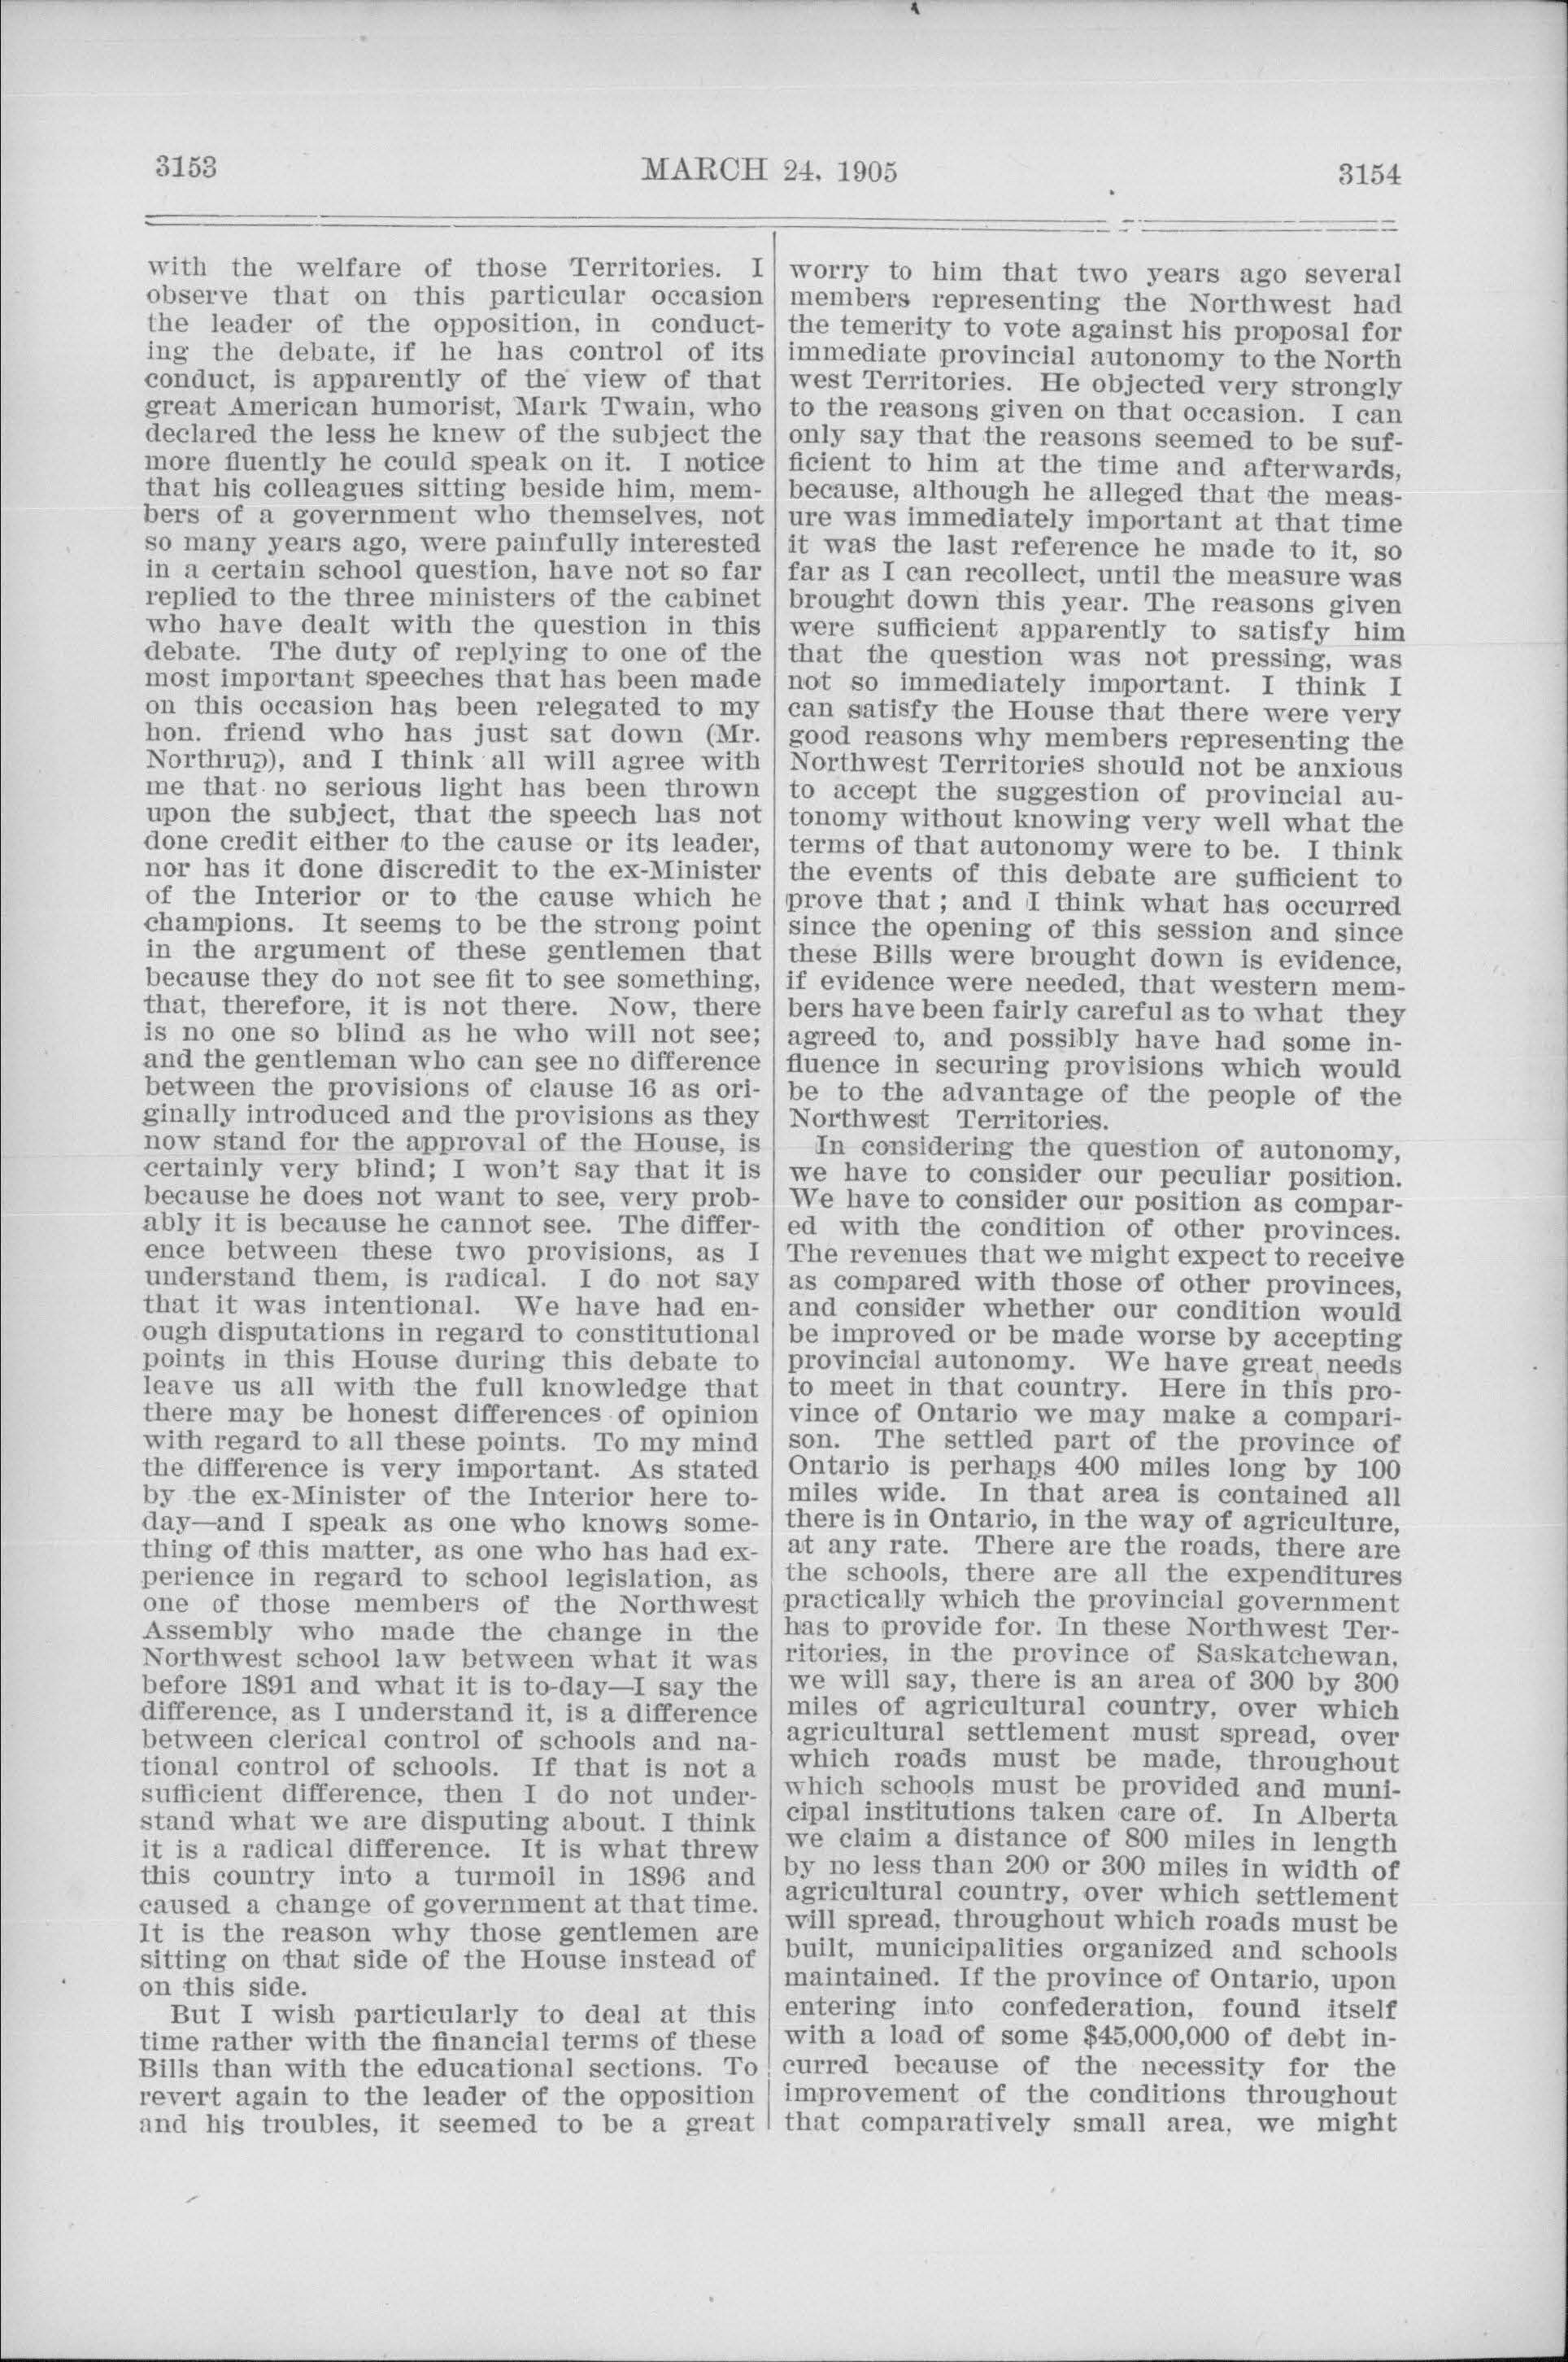 3153
MARCH 24, 1905
3154
with the welfare of those Territories. I
observe that on this particular occasion
the leader of the opposition, in conduct-
ing the debate, if he has control of its
conduct, is apparently of the view of that
great American humorist, Mark Twain, who
declared the less he knew of the subject the
more fluently he could speak on it. I notice
that his colleagues sitting beside him, mem-
bers of a government who themselves, not
so many years ago, were painfully interested
in a certain school question, have not so far
replied to the three ministers of the cabinet
who have dealt with the question in this
debate. The duty of replying to one of the
most important speeches that has been made
on this occasion has been relegated to my
hon. friend who has just sat down (Mr.
Northrup), and I think all will agree with
me that no serious light has been thrown
upon the subject, that the speech has not
done credit either to the cause or its leader,
nor has it done discredit to the ex-Minister
of the Interior or to the cause which he
champions. It seems to be the strong point
in the argument of these gentlemen that
because they do not see fit to see something,
that, therefore, it is not there. Now, there
is no one so blind as he who will not see;
and the gentleman who can see no difference
between the provisions of clause 16 as ori-
ginally introduced and the provisions as they
now stand for the approval of the House, is
certainly very blind; I won't say that it is
because he does not want to see, very prob-
ably it is because he cannot see. The differ-
ence between these two provisions, as I
understand them, is radical. I do not say
that it was intentional. We have had en-
ough disputations in regard to constitutional
points in this House during this debate to
leave us all with the full knowledge that
there may be honest differences of opinion
with regard to all these points. To my mind
the difference is very important. As stated
by the ex-Minister of the Interior here to-
day—and I speak as one who knows some-
thing of this matter, as one who has had ex-
perience in regard to school legislation, as
one of those members of the Northwest
Assembly who made the change in the
Northwest school law between what it was
before 1891 and what it is to-day—I say the
difference, as I understand it, is a difference
between clerical control of schools and na-
tional control of schools. If that is not a
sufficient difference, then I do not under-
stand what we are disputing about. I think
it is a radical difference. It is what threw
this country into a turmoil in 1896 and
caused a change of government at that time.
It is the reason why those gentlemen are
sitting on that side of the House instead of
on this side.
But I wish particularly to deal at this
time rather with the financial terms of these
Bills than with the educational sections. To
revert again to the leader of the opposition
and his troubles, it seemed to be a great
worry to him that two years ago several
members representing the Northwest had
the temerity to vote against his proposal for
immediate provincial autonomy to the North
west Territories. He objected very strongly
to the reasons given on that occasion. I can
only say that the reasons seemed to be suf-
ficient to him at the time and afterwards,
because, although he alleged that the meas-
ure was immediately important at that time
it was the last reference he made to it, so
far as I can recollect, until the measure was
brought down this year. The reasons given
were sufficient apparently to satisfy him
that the question was not pressing, was
not so immediately important. I think I
can satisfy the House that there were very
good reasons why members representing the
Northwest Territories should not be anxious
to accept the suggestion of provincial au-
tonomy without knowing very well what the
terms of that autonomy were to be. I think
the events of this debate are sufficient to
prove that ; and I think what has occurred
since the opening of this session and since
these Bills were brought down is evidence,
if evidence were needed, that western mem-
bers have been fairly careful as to what they
agreed to, and possibly have had some in-
fluence in securing provisions which would
be to the advantage of the people of the
Northwest Territories.
In considering the question of autonomy,
we have to consider our peculiar position.
We have to consider our position as compar-
ed with the condition of other provinces.
The revenues that we might expect to receive
as compared with those of other provinces,
and consider whether our condition would
be improved or be made worse by accepting
provincial autonomy. We have great needs
to meet in that country. Here in this pro-
vince of Ontario we may make a compari-
son. The settled part of the province of
Ontario is perhaps 400 miles long by 100
miles wide. In that area is contained all
there is in Ontario, in the way of agriculture,
at any rate. There are the roads, there are
the schools, there are all the expenditures
practically which the provincial government
has to provide for. In these Northwest Ter-
ritories, in the province of Saskatchewan,
we will say, there is an area of 300 by 300
miles of agricultural country, over which
agricultural settlement must spread, over
which roads must be made, throughout
which schools must be provided and muni-
cipal institutions taken care of. In Alberta
we claim a distance of 800 miles in length
by no less than 200 or 300 miles in width of
agricultural country, over which settlement
will spread, throughout which roads must be
built, municipalities organized and schools
maintained. If the province of Ontario, upon
entering into confederation, found itself
with a load of some $45,000,000 of debt in-
curred because of the necessity for the
improvement of the conditions throughout
that comparatively small area, we might